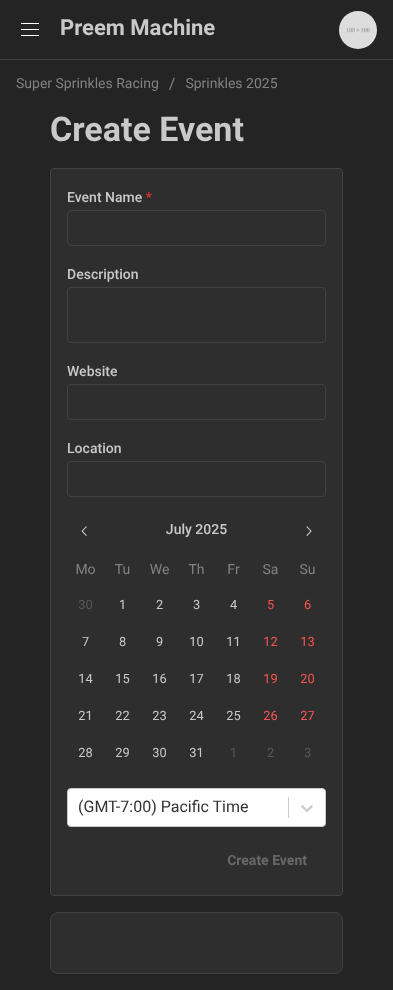 Preem Machine
100 × 100
Super Sprinkles Racing / Sprinkles 2025
Create Event
Event Name *
Description
Website
Location
July 2025
Mo Tu We Th Fr Sa Su
30 1 2 3 4 5 6
7 8 9 10 11 12 13
14 15 16 17 18 19 20
21 22 23 24 25 26 27
28 29 30 31 1 2 3
(GMT-7:00) Pacific Time
Create Event